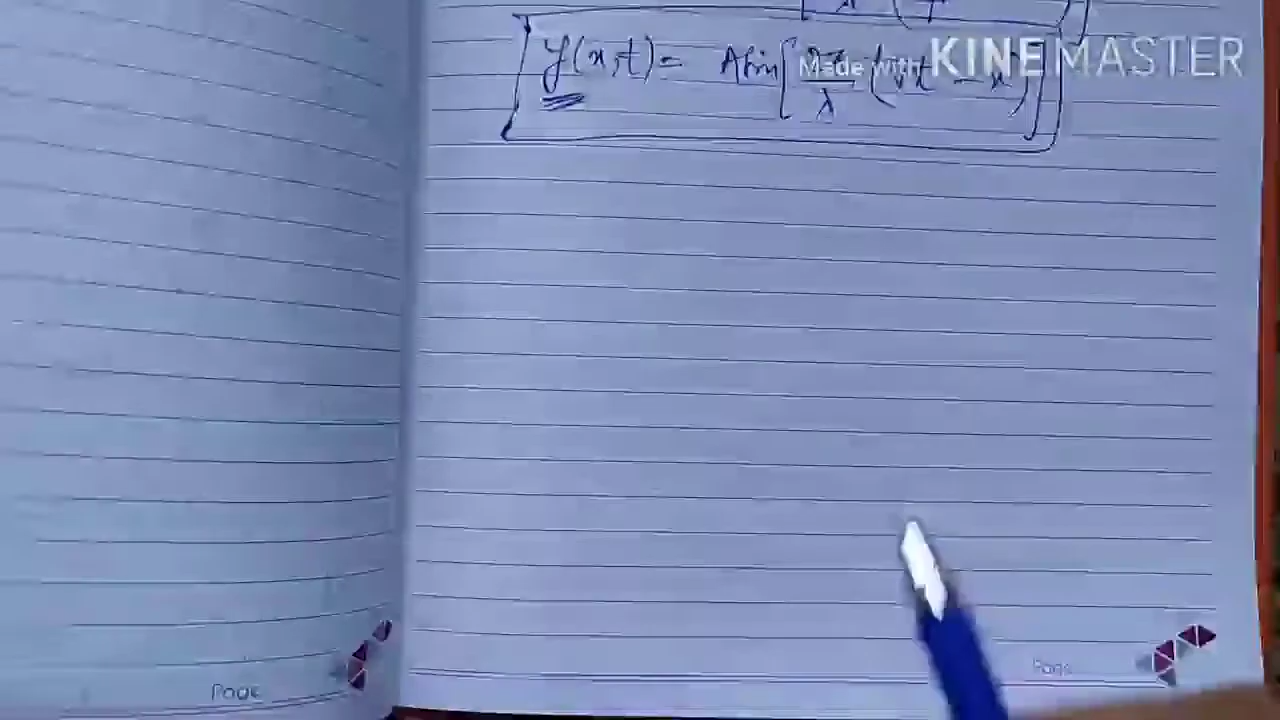 y(x,t) = A sin[2π/λ (vt - x)]
Made with KINEMASTER
Page
Page